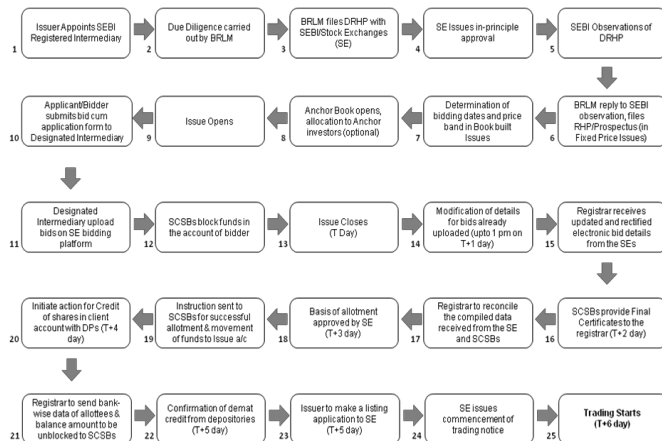 Issuer Appoints SEBI
Registered Intermediary
1
Due Diligence carried
out by BRLM
2
BRLM files DRHP with
SEBI/Stock Exchanges
(SE)
3
SE Issues in-principle
approval
4
SEBI Observations of
DRHP
5
BRLM reply to SEBI
observation, files
RHP/Prospectus (in
Fixed Price Issues)
6
Determination of
bidding dates and price
band in Book built
Issues
7
Anchor Book opens,
allocation to Anchor
investors (optional)
8
Issue Opens
9
Applicant/Bidder
submits bid cum
application form to
Designated Intermediary
10
Designated
Intermediary upload
bids on SE bidding
platform
11
SCSBs block funds in
the account of bidder
12
Issue Closes
(T Day)
13
Modification of details
for bids already
uploaded (upto 1 pm on
T+1 day)
14
Registrar receives
updated and rectified
electronic bid details
from the SEs
15
SCSBs provide Final
Certificates to the
registrar (T+2 day)
16
Registrar to reconcile
the compiled data
received from the SE
and SCSBs
17
Basis of allotment
approved by SE
(T+3 day)
18
Instruction sent to
SCSBs for successful
allotment & movement
of funds to Issue a/c
19
Initiate action for Credit
of shares in client
account with DPs (T+4
day)
20
Registrar to send bank-
wise data of allottees &
balance amount to be
unblocked to SCSBs
21
Confirmation of demat
credit from depositories
(T+5 day)
22
Issuer to make a listing
application to SE
(T+5 day)
23
SE issues
commencement of
trading notice
24
Trading Starts
(T+6 day)
25